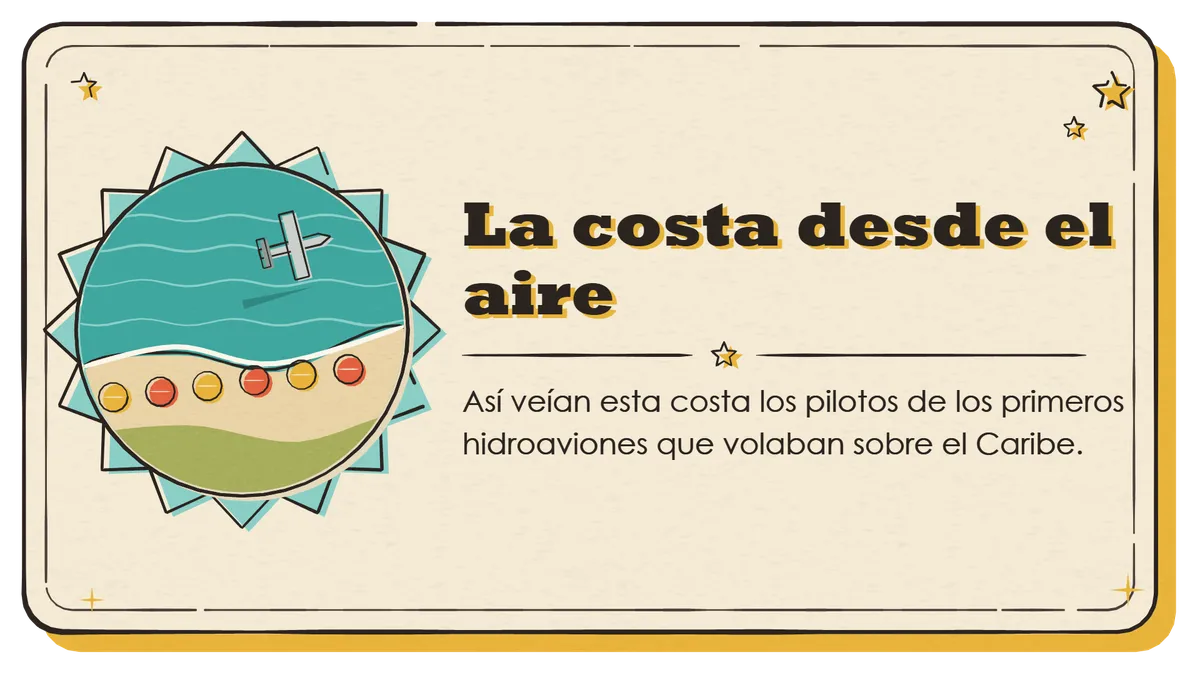 La costa desde el
aire
Así veían esta costa los pilotos de los primeros
hidroaviones que volaban sobre el Caribe.